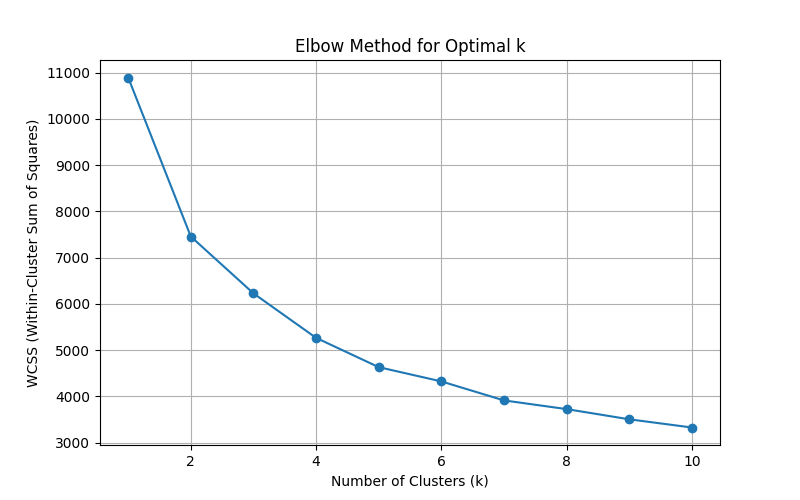 Elbow Method for Optimal k
WCSS (Within-Cluster Sum of Squares)
11000
10000
9000
8000
7000
6000
5000
4000
3000
2 4 6 8 10
Number of Clusters (k)